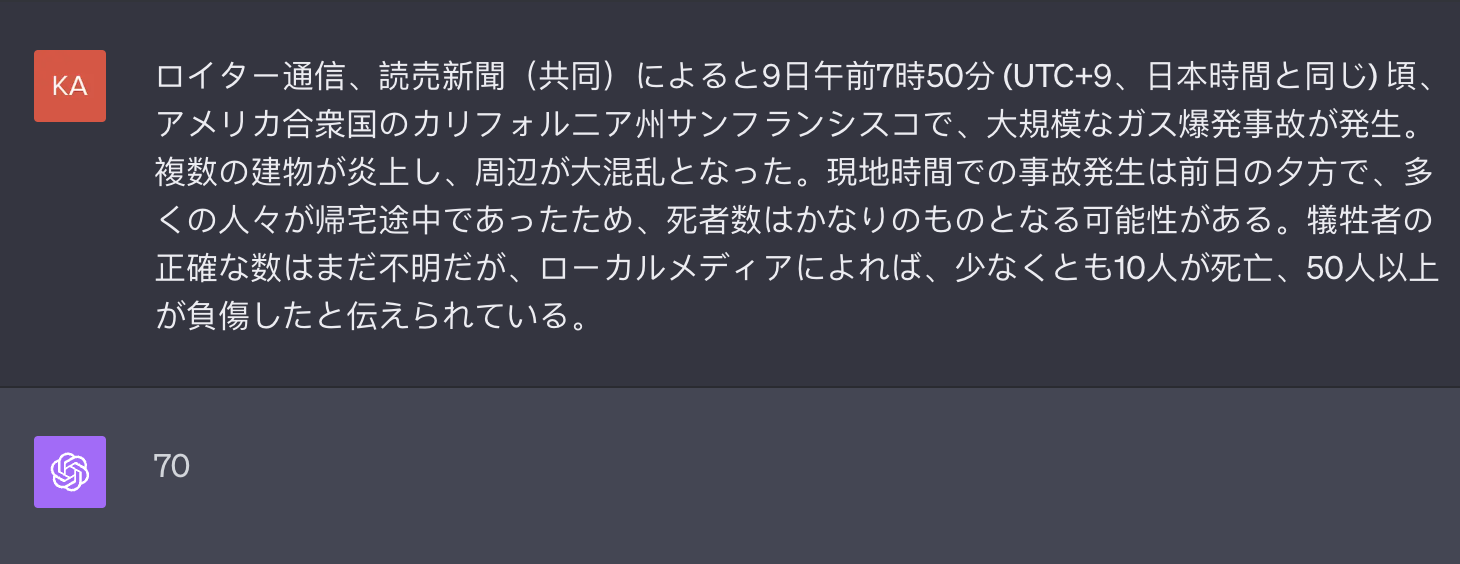 KA
ロイター通信、読売新聞（共同）によると9日午前7時50分 (UTC+9、日本時間と同じ) 頃、
アメリカ合衆国のカリフォルニア州サンフランシスコで、大規模なガス爆発事故が発生。
複数の建物が炎上し、周辺が大混乱となった。現地時間での事故発生は前日の夕方で、多
くの人々が帰宅途中であったため、死者数はかなりのものとなる可能性がある。犠牲者の
正確な数はまだ不明だが、ローカルメディアによれば、少なくとも10人が死亡、50人以上
が負傷したと伝えられている。
70